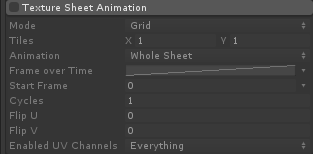 Texture Sheet Animation
Mode Grid
Tiles X 1 Y 1
Animation Whole Sheet
Frame over Time
Start Frame 0
Cycles 1
Flip U 0
Flip V 0
Enabled UV Channels Everything